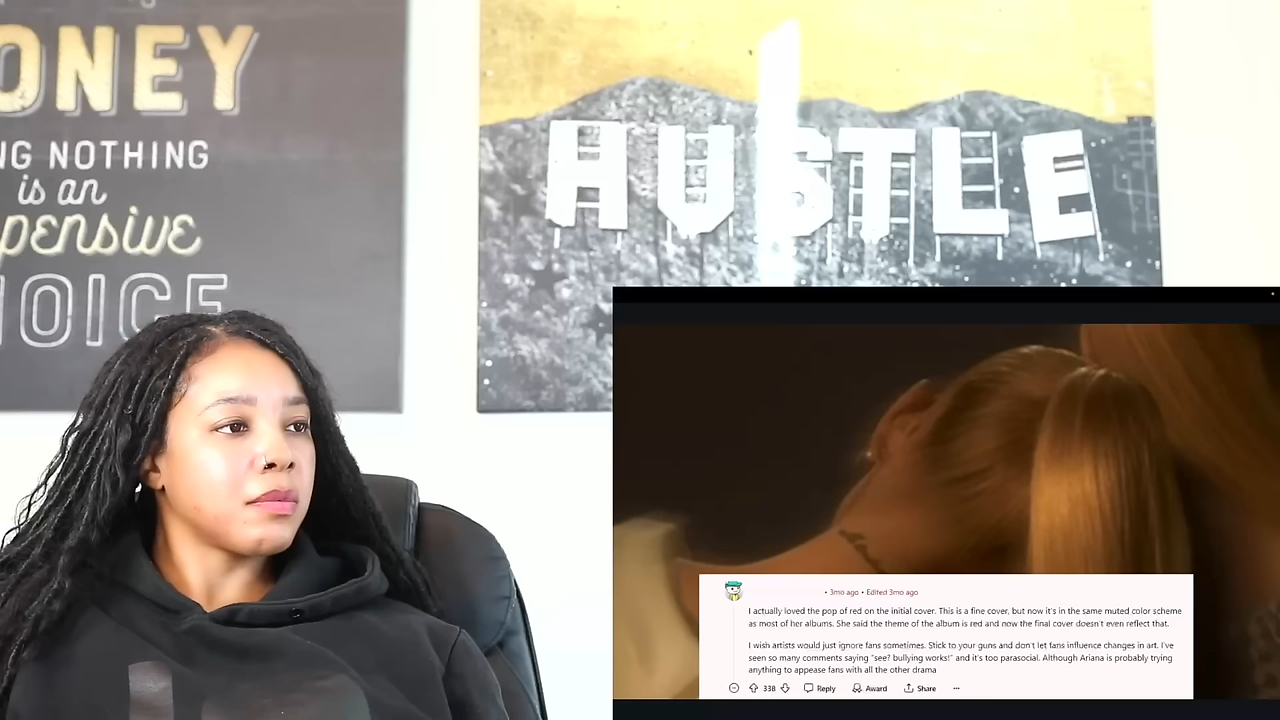 ONEY
NG NOTHING
is an
pensive
HOICE
HUSTLE
• 3mo ago • Edited 3mo ago
I actually loved the pop of red on the initial cover. This is a fine cover, but now it's in the same muted color scheme
as most of her albums. She said the theme of the album is red and now the final cover doesn't even reflect that.
I wish artists would just ignore fans sometimes. Stick to your guns and don't let fans influence changes in art. I've
seen so many comments saying "see? bullying works!" and it's too parasocial. Although Ariana is probably trying
anything to appease fans with all the other drama
338 Reply Award Share ...